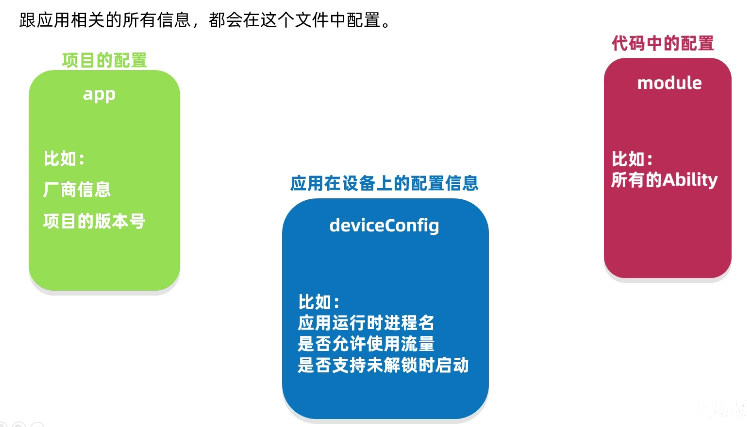 跟应用相关的所有信息，都会在这个文件中配置。
项目的配置
app
比如：
厂商信息
项目的版本号
应用在设备上的配置信息
deviceConfig
比如：
应用运行时进程名
是否允许使用流量
是否支持未解锁时启动
代码中的配置
module
比如：
所有的Ability